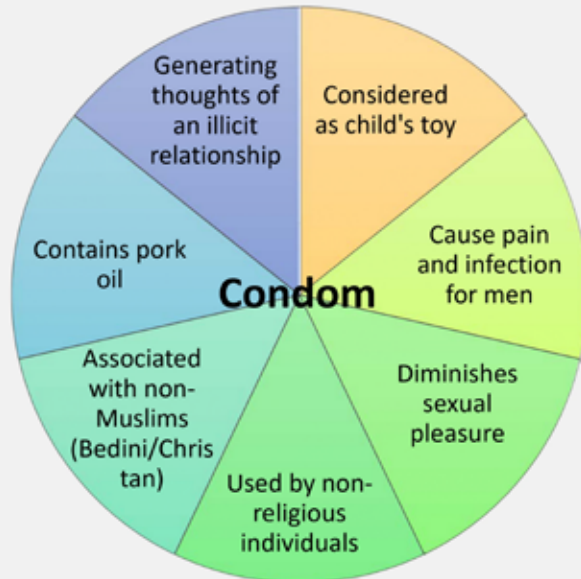 Generating
thoughts of
an illicit
relationship
Considered
as child's toy
Contains pork
oil
Condom
Cause pain
and infection
for men
Associated
with non-
Muslims
(Bedini/Chris
tan)
Diminishes
sexual
pleasure
Used by non-
religious
individuals